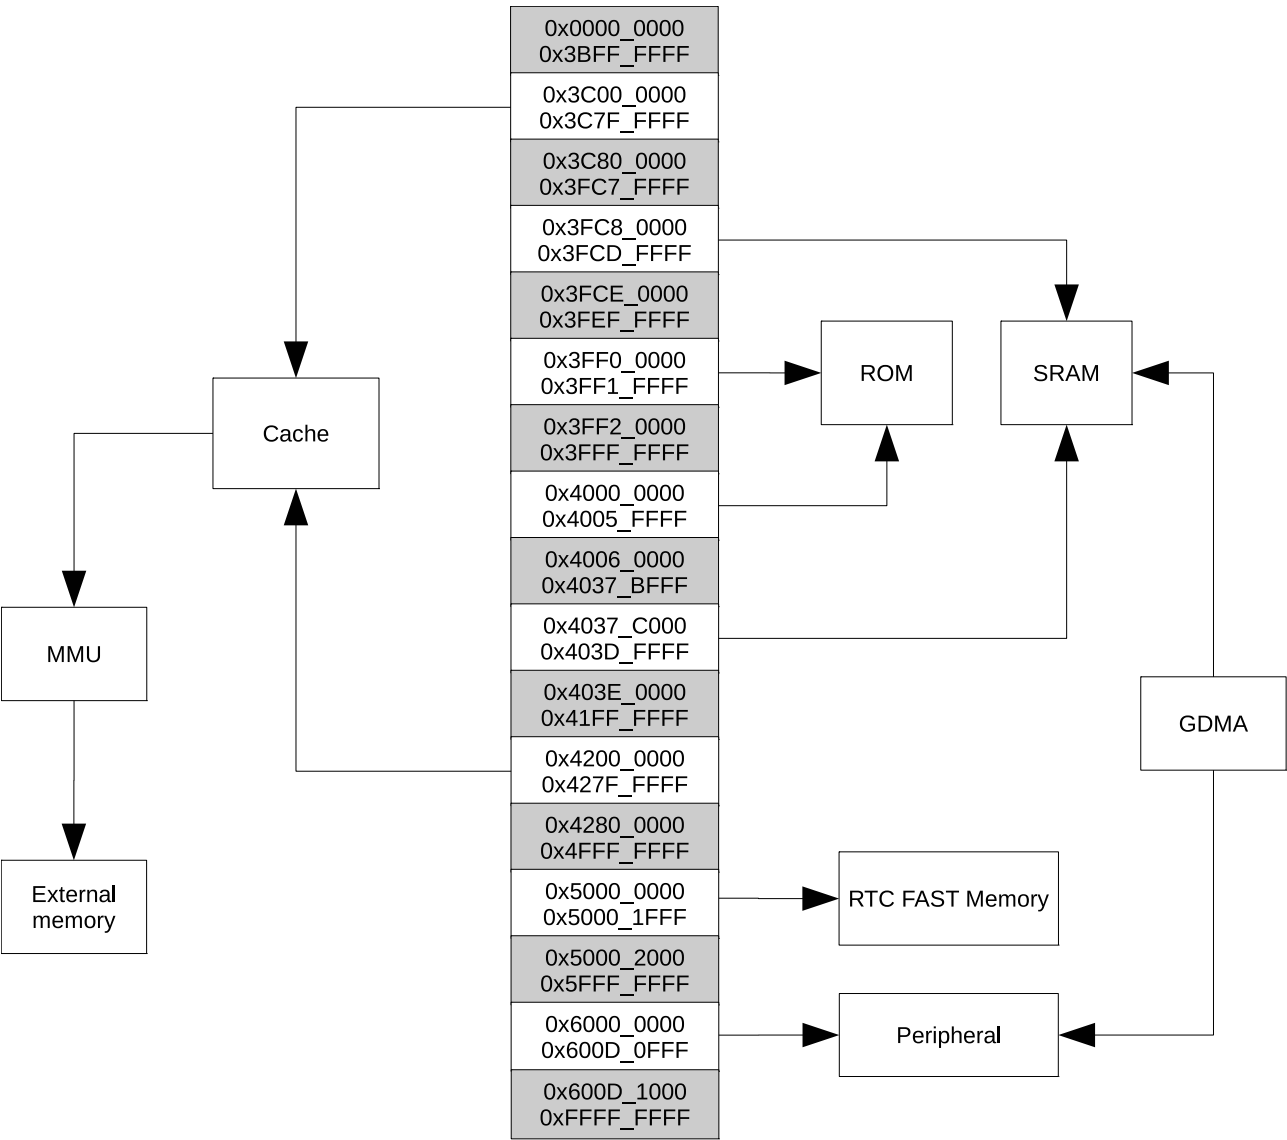 0x0000_0000
0x3BFF_FFFF
0x3C00_0000
0x3C7F_FFFF
0x3C80_0000
0x3FC7_FFFF
0x3FC8_0000
0x3FCD_FFFF
0x3FCE_0000
0x3FEF_FFFF
0x3FF0_0000
0x3FF1_FFFF
0x3FF2_0000
0x3FFF_FFFF
0x4000_0000
0x4005_FFFF
0x4006_0000
0x4037_BFFF
0x4037_C000
0x403D_FFFF
0x403E_0000
0x41FF_FFFF
0x4200_0000
0x427F_FFFF
0x4280_0000
0x4FFF_FFFF
0x5000_0000
0x5000_1FFF
0x5000_2000
0x5FFF_FFFF
0x6000_0000
0x600D_0FFF
0x600D_1000
0xFFFF_FFFF
Cache
MMU
External
memory
ROM
SRAM
GDMA
RTC FAST Memory
Peripheral